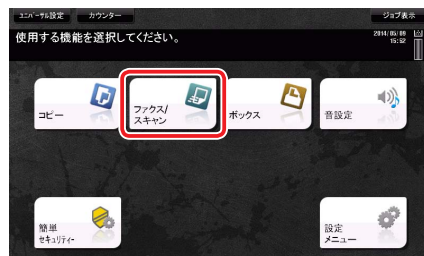 ユニバーサル設定 カウンター ジョブ表示
使用する機能を選択してください。
2014/05/09
15:52
コピー
ファクス/
スキャン
ボックス
音設定
簡単
セキュリティー
設定
メニュー